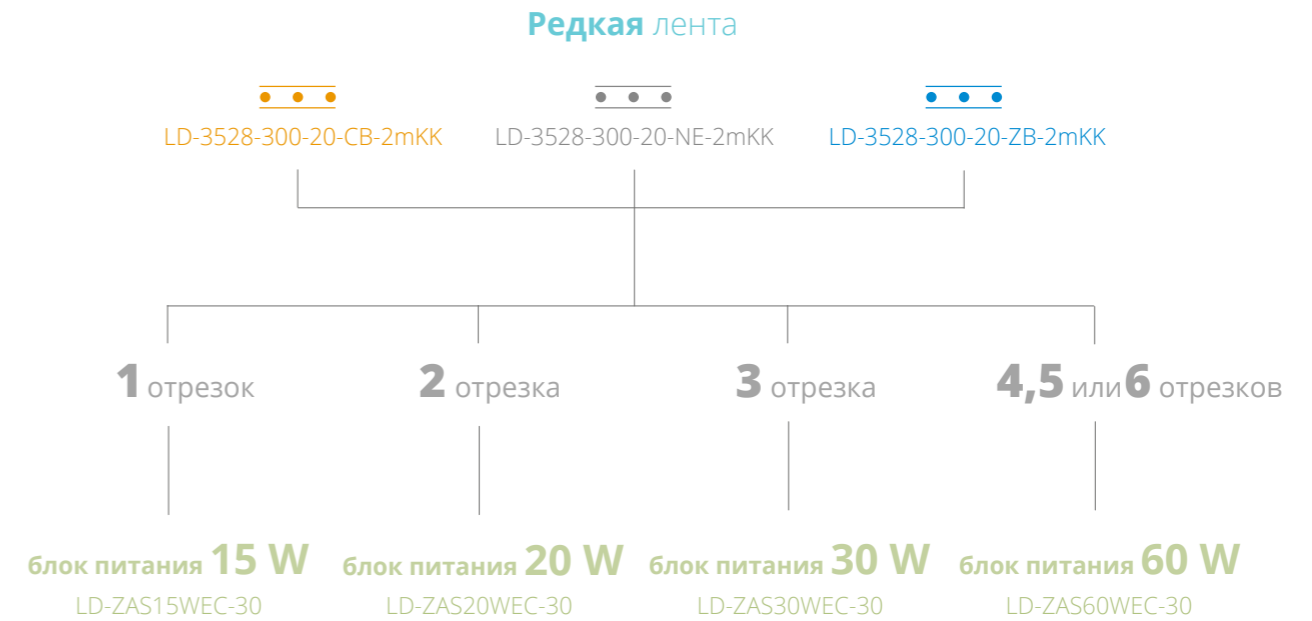 Редкая лента
LD-3528-300-20-CB-2mKK
LD-3528-300-20-NE-2mKK
LD-3528-300-20-ZB-2mKK
1 отрезок
2 отрезка
3 отрезка
4,5 или 6 отрезков
блок питания 15 W
LD-ZAS15WEC-30
блок питания 20 W
LD-ZAS20WEC-30
блок питания 30 W
LD-ZAS30WEC-30
блок питания 60 W
LD-ZAS60WEC-30